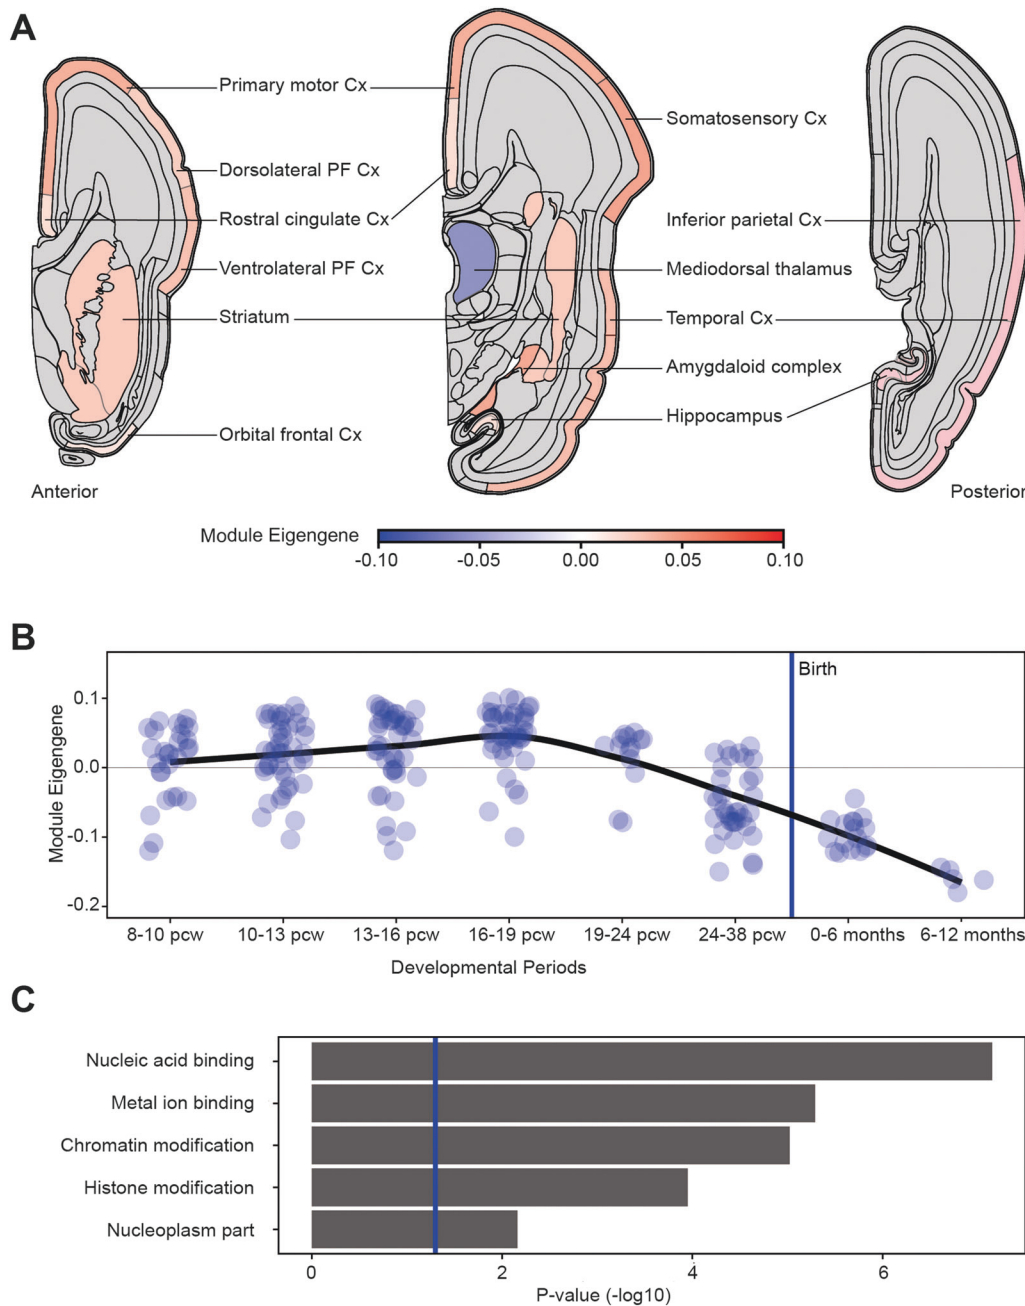 A
Primary motor Cx
Somatosensory Cx
Dorsolateral PF Cx
Rostral cingulate Cx
Inferior parietal Cx
Ventrolateral PF Cx
Mediodorsal thalamus
Striatum
Temporal Cx
Amygdaloid complex
Hippocampus
Orbital frontal Cx
Anterior
Posterior
Module Eigengene
-0.10 -0.05 0.00 0.05 0.10
B
Birth
Module Eigengene
0.1
0.0
-0.1
-0.2
8-10 pcw 10-13 pcw 13-16 pcw 16-19 pcw 19-24 pcw 24-38 pcw 0-6 months 6-12 months
Developmental Periods
C
Nucleic acid binding
Metal ion binding
Chromatin modification
Histone modification
Nucleoplasm part
0 2 4 6
P-value (-log10)